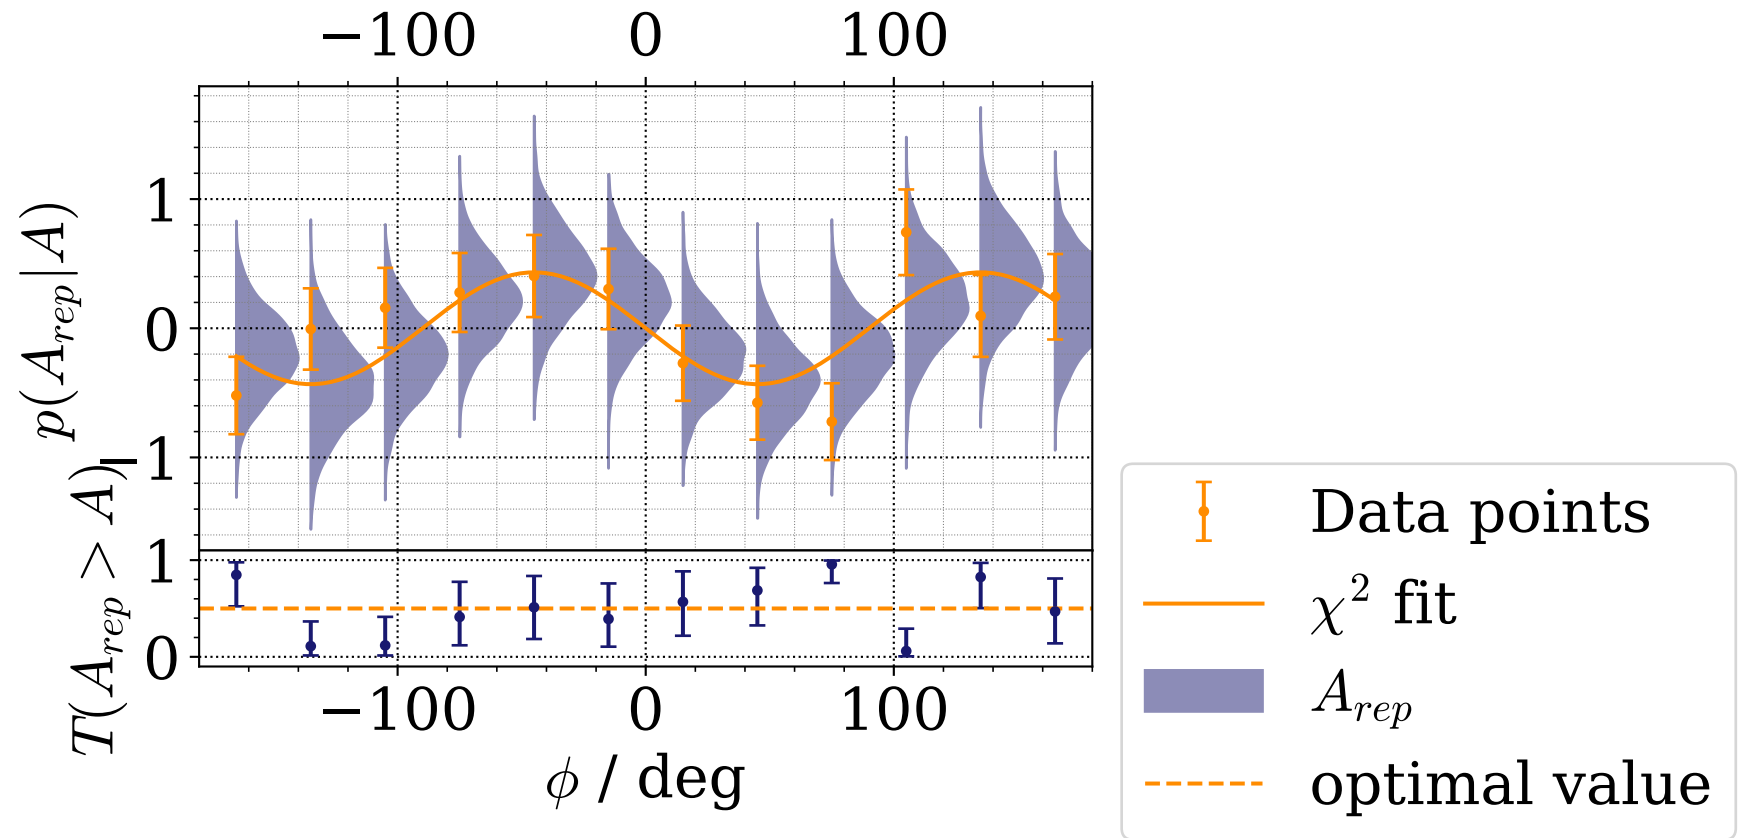 −100 0 100
p(A_rep|A)
1
0
−1
T(A_rep > A)
1
0
−100 0 100
ϕ / deg
Data points
χ² fit
A_rep
optimal value